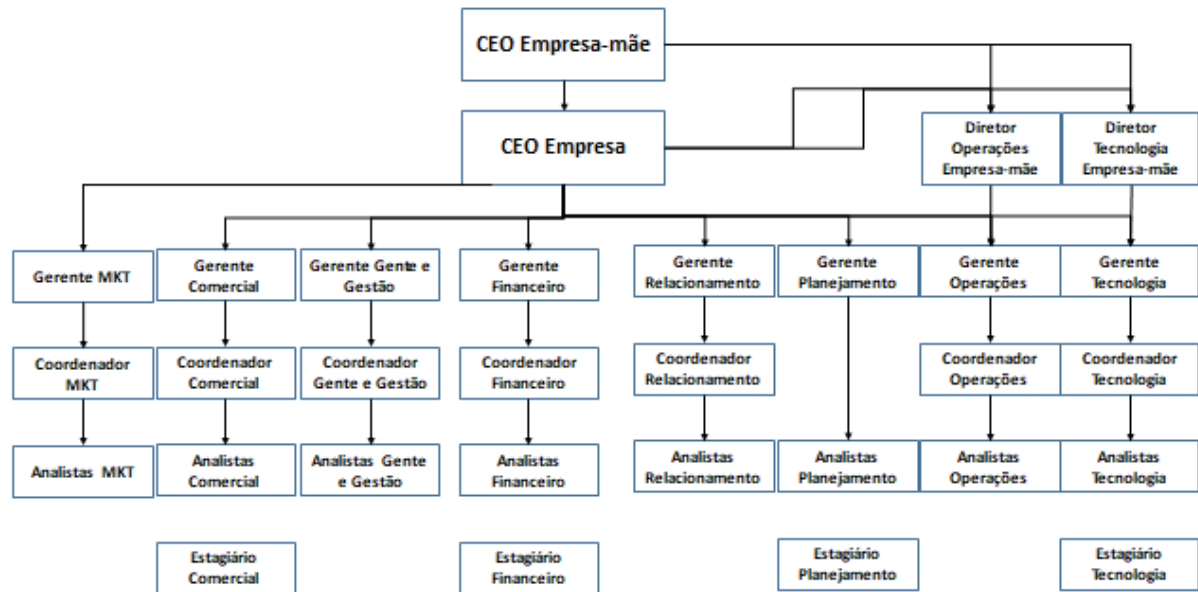 CEO Empresa-mãe
CEO Empresa
Diretor
Operações
Empresa-mãe
Diretor
Tecnologia
Empresa-mãe
Gerente MKT
Gerente
Comercial
Gerente Gente e
Gestão
Gerente
Financeiro
Gerente
Relacionamento
Gerente
Planejamento
Gerente
Operações
Gerente
Tecnologia
Coordenador
MKT
Coordenador
Comercial
Coordenador
Gente e Gestão
Coordenador
Financeiro
Coordenador
Relacionamento
Coordenador
Operações
Coordenador
Tecnologia
Analistas MKT
Analistas
Comercial
Analistas Gente
e Gestão
Analistas
Financeiro
Analistas
Relacionamento
Analistas
Planejamento
Analistas
Operações
Analistas
Tecnologia
Estagiário
Comercial
Estagiário
Financeiro
Estagiário
Planejamento
Estagiário
Tecnologia